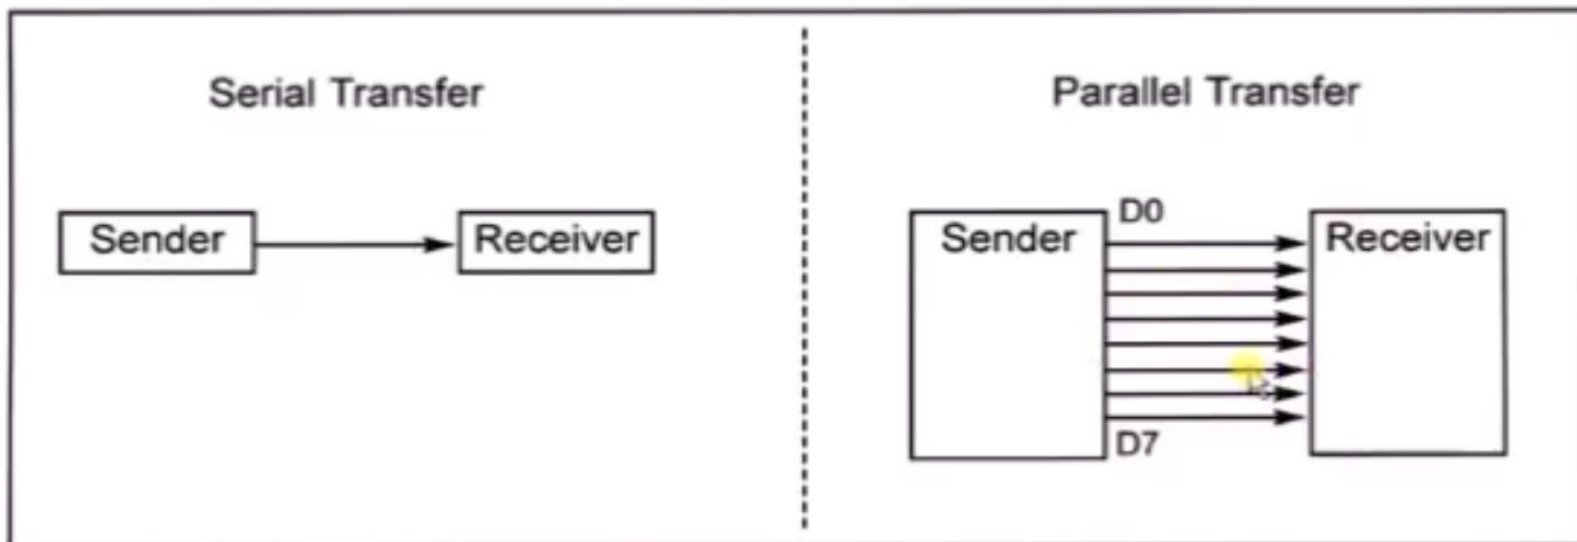 Serial Transfer
Sender
Receiver
Parallel Transfer
D0
Sender
Receiver
D7